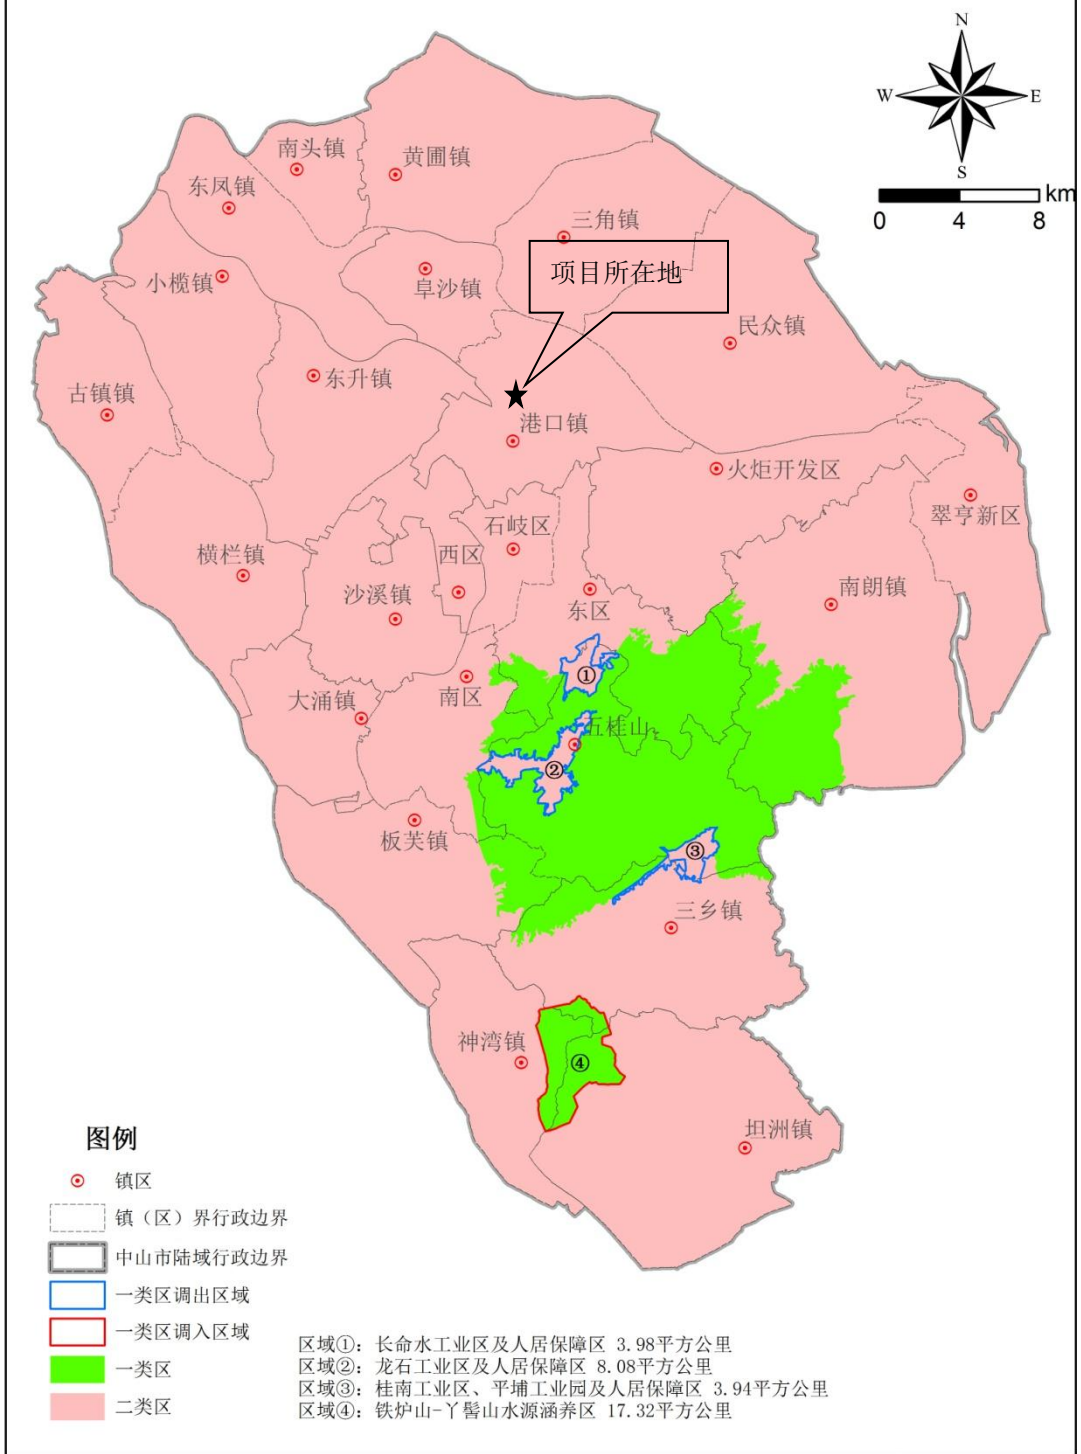 N
W
E
S
km
0
4
8
南头镇
黄圃镇
东凤镇
三角镇
小榄镇
阜沙镇
项目所在地
民众镇
东升镇
古镇镇
港口镇
火炬开发区
翠亨新区
石岐区
西区
横栏镇
沙溪镇
东区
南朗镇
①
南区
大涌镇
五桂山
②
板芙镇
③
三乡镇
神湾镇
④
坦洲镇
图例
镇区
镇（区）界行政边界
中山市陆域行政边界
一类区调出区域
一类区调入区域
一类区
二类区
区域①：长命水工业区及人居保障区 3.98平方公里
区域②：龙石工业区及人居保障区 8.08平方公里
区域③：桂南工业区、平埔工业园及人居保障区 3.94平方公里
区域④：铁炉山-丫髻山水源涵养区 17.32平方公里